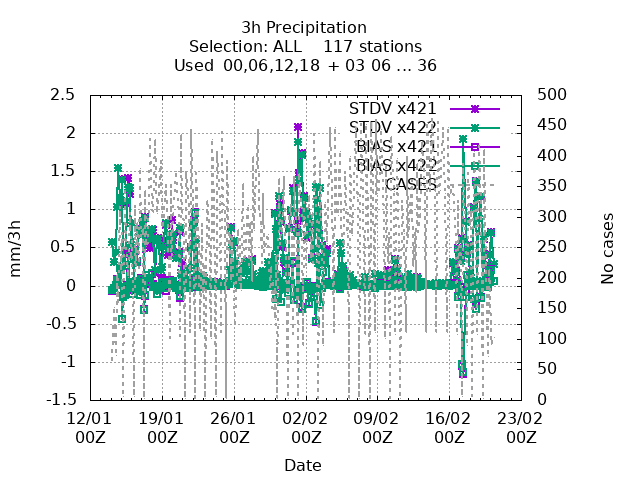 3h Precipitation
Selection: ALL    117 stations
Used  00,06,12,18 + 03 06 ... 36
STDV x421
STDV x422
BIAS x421
BIAS x422
CASES
2.5
2
1.5
1
0.5
0
-0.5
-1
-1.5
mm/3h
500
450
400
350
300
250
200
150
100
50
0
No cases
12/01 19/01 26/01 02/02 09/02 16/02 23/02
00Z 00Z 00Z 00Z 00Z 00Z 00Z
Date